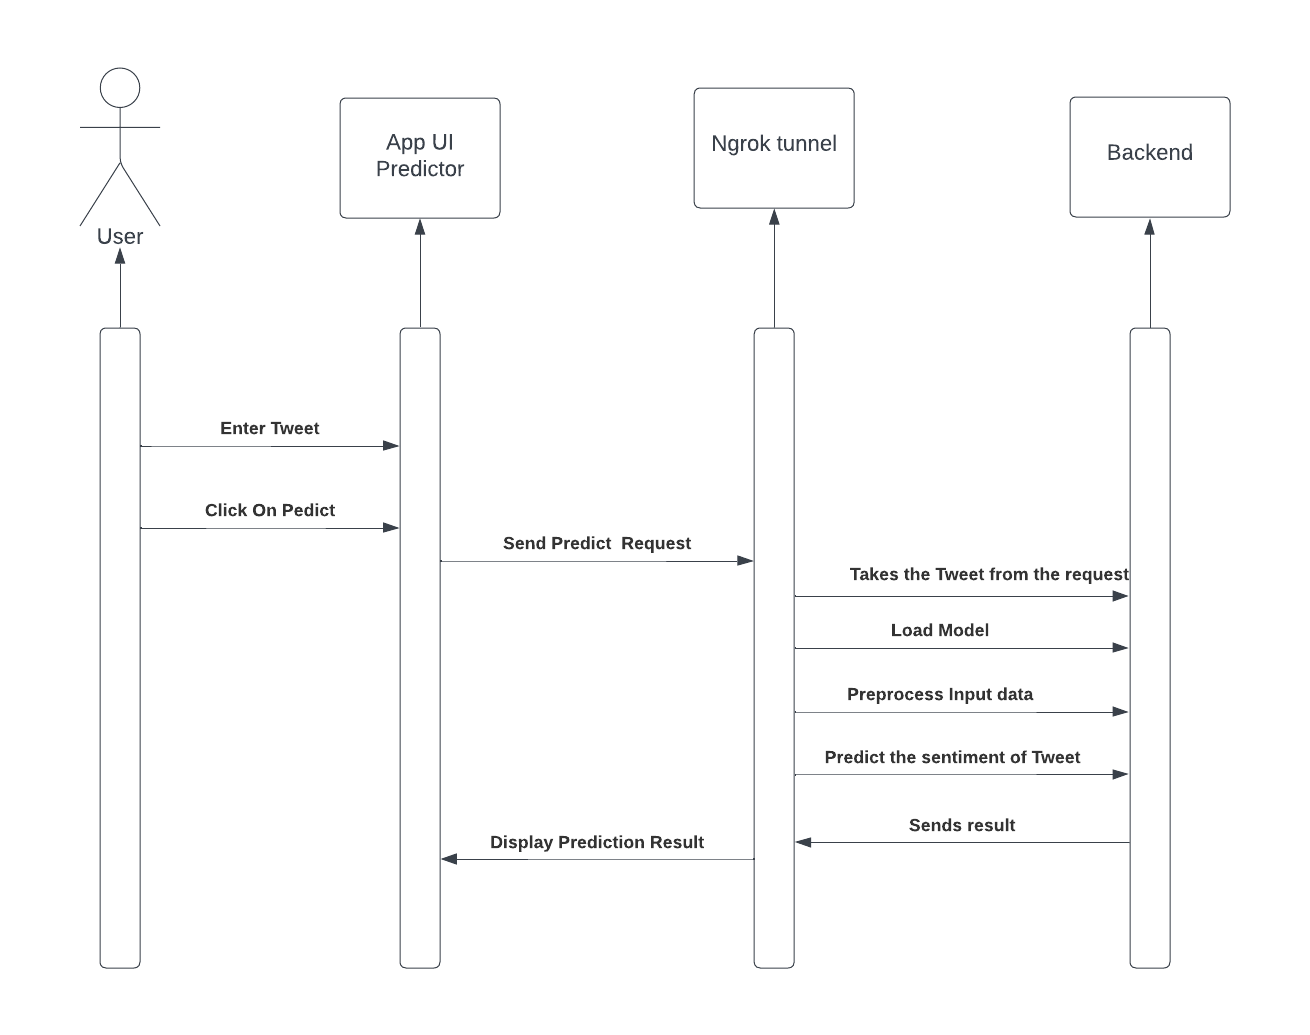 User
App UI
Predictor
Ngrok tunnel
Backend
Enter Tweet
Click On Pedict
Send Predict  Request
Takes the Tweet from the request
Load Model
Preprocess Input data
Predict the sentiment of Tweet
Sends result
Display Prediction Result